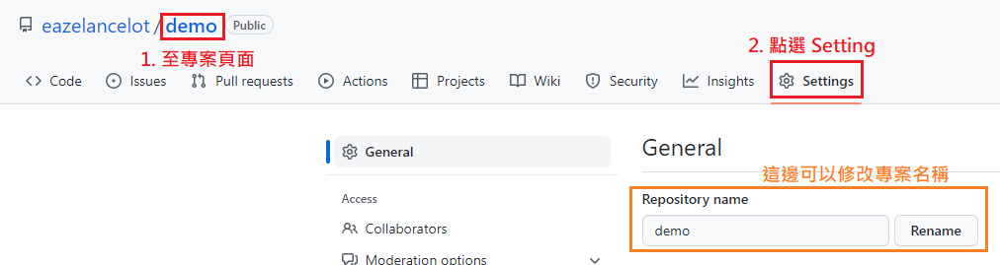 eazelancelot / demo Public
1. 至專案頁面
2. 點選 Setting
Code Issues Pull requests Actions Projects Wiki Security Insights Settings
General
General
這邊可以修改專案名稱
Access
Repository name
Collaborators
demo Rename
Moderation options